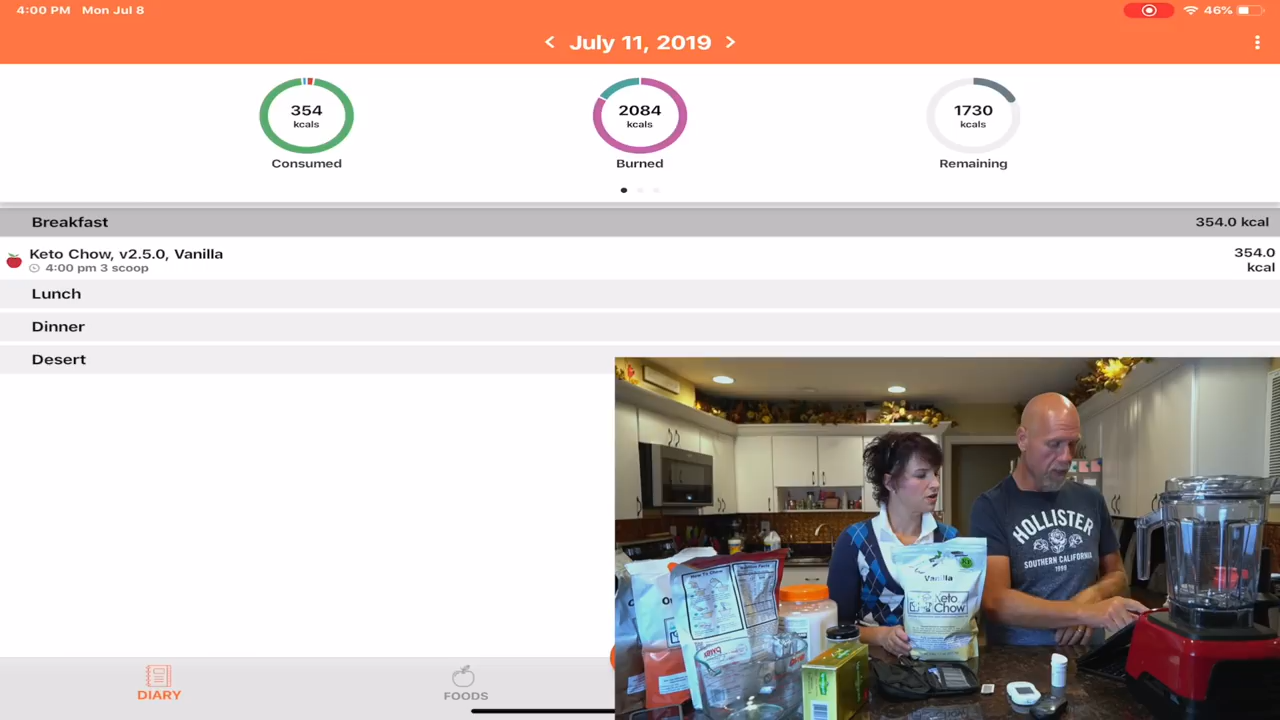 4:00 PM Mon Jul 8
46%
July 11, 2019
354
kcals
Consumed
2084
kcals
Burned
1730
kcals
Remaining
Breakfast
354.0 kcal
Keto Chow, v2.5.0, Vanilla
4:00 pm 3 scoop
354.0
kcal
Lunch
Dinner
Desert
HOLLISTER
SOUTHERN CALIFORNIA
Vanilla
Keto
Chow
DIARY
FOODS